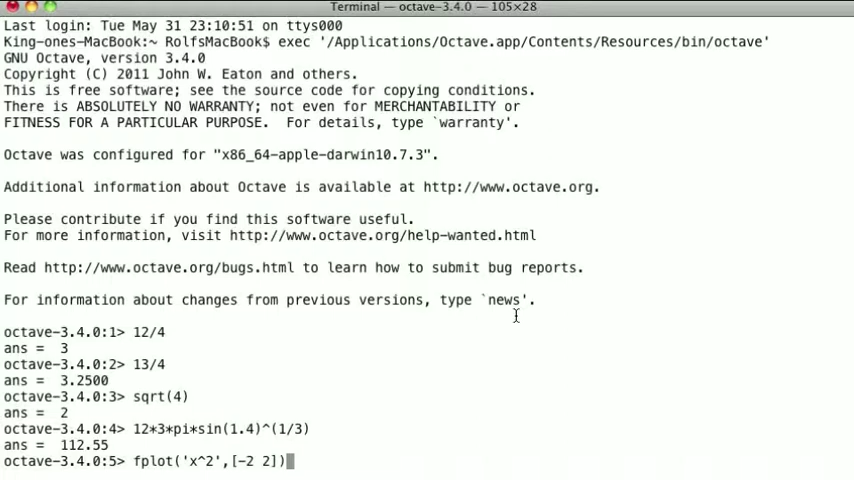 Terminal — octave-3.4.0 — 105×28
Last login: Tue May 31 23:10:51 on ttys000
King-ones-MacBook:~ RolfsMacBook$ exec '/Applications/Octave.app/Contents/Resources/bin/octave'
GNU Octave, version 3.4.0
Copyright (C) 2011 John W. Eaton and others.
This is free software; see the source code for copying conditions.
There is ABSOLUTELY NO WARRANTY; not even for MERCHANTABILITY or
FITNESS FOR A PARTICULAR PURPOSE.  For details, type `warranty'.
Octave was configured for "x86_64-apple-darwin10.7.3".
Additional information about Octave is available at http://www.octave.org.
Please contribute if you find this software useful.
For more information, visit http://www.octave.org/help-wanted.html
Read http://www.octave.org/bugs.html to learn how to submit bug reports.
For information about changes from previous versions, type `news'.
octave-3.4.0:1> 12/4
ans =  3
octave-3.4.0:2> 13/4
ans =  3.2500
octave-3.4.0:3> sqrt(4)
ans =  2
octave-3.4.0:4> 12*3*pi*sin(1.4)^(1/3)
ans =  112.55
octave-3.4.0:5> fplot('x^2',[-2 2])